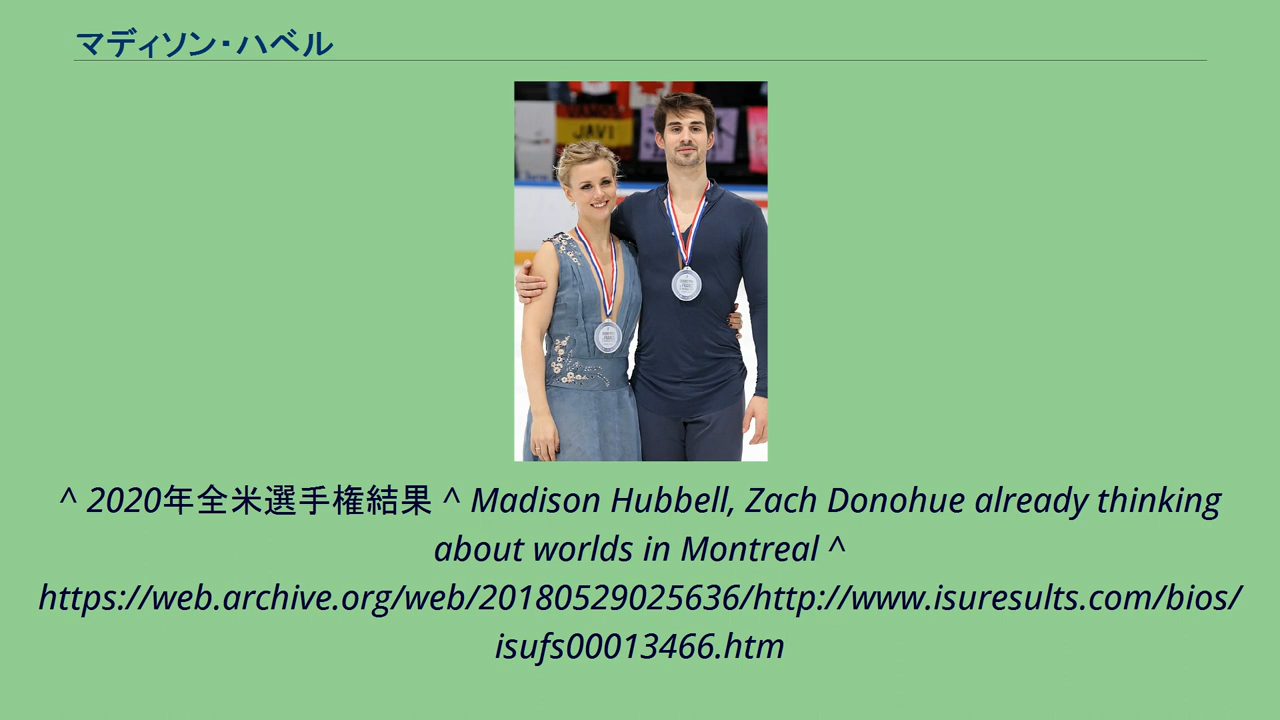 マディソン・ハベル
JAVI
^ 2020年全米選手権結果 ^ Madison Hubbell, Zach Donohue already thinking
about worlds in Montreal ^
https://web.archive.org/web/20180529025636/http://www.isuresults.com/bios/
isufs00013466.htm